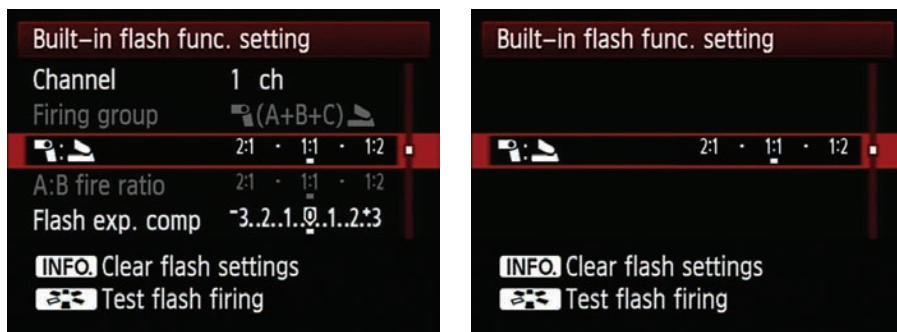 Built-in flash func. setting
Channel 1 ch
Firing group (A+B+C)
: 2:1 · 1:1 · 1:2
A:B fire ratio 2:1 · 1:1 · 1:2
Flash exp. comp -3..2..1..0..1..2.+3
INFO. Clear flash settings
Test flash firing
Built-in flash func. setting
: 2:1 · 1:1 · 1:2
INFO. Clear flash settings
Test flash firing